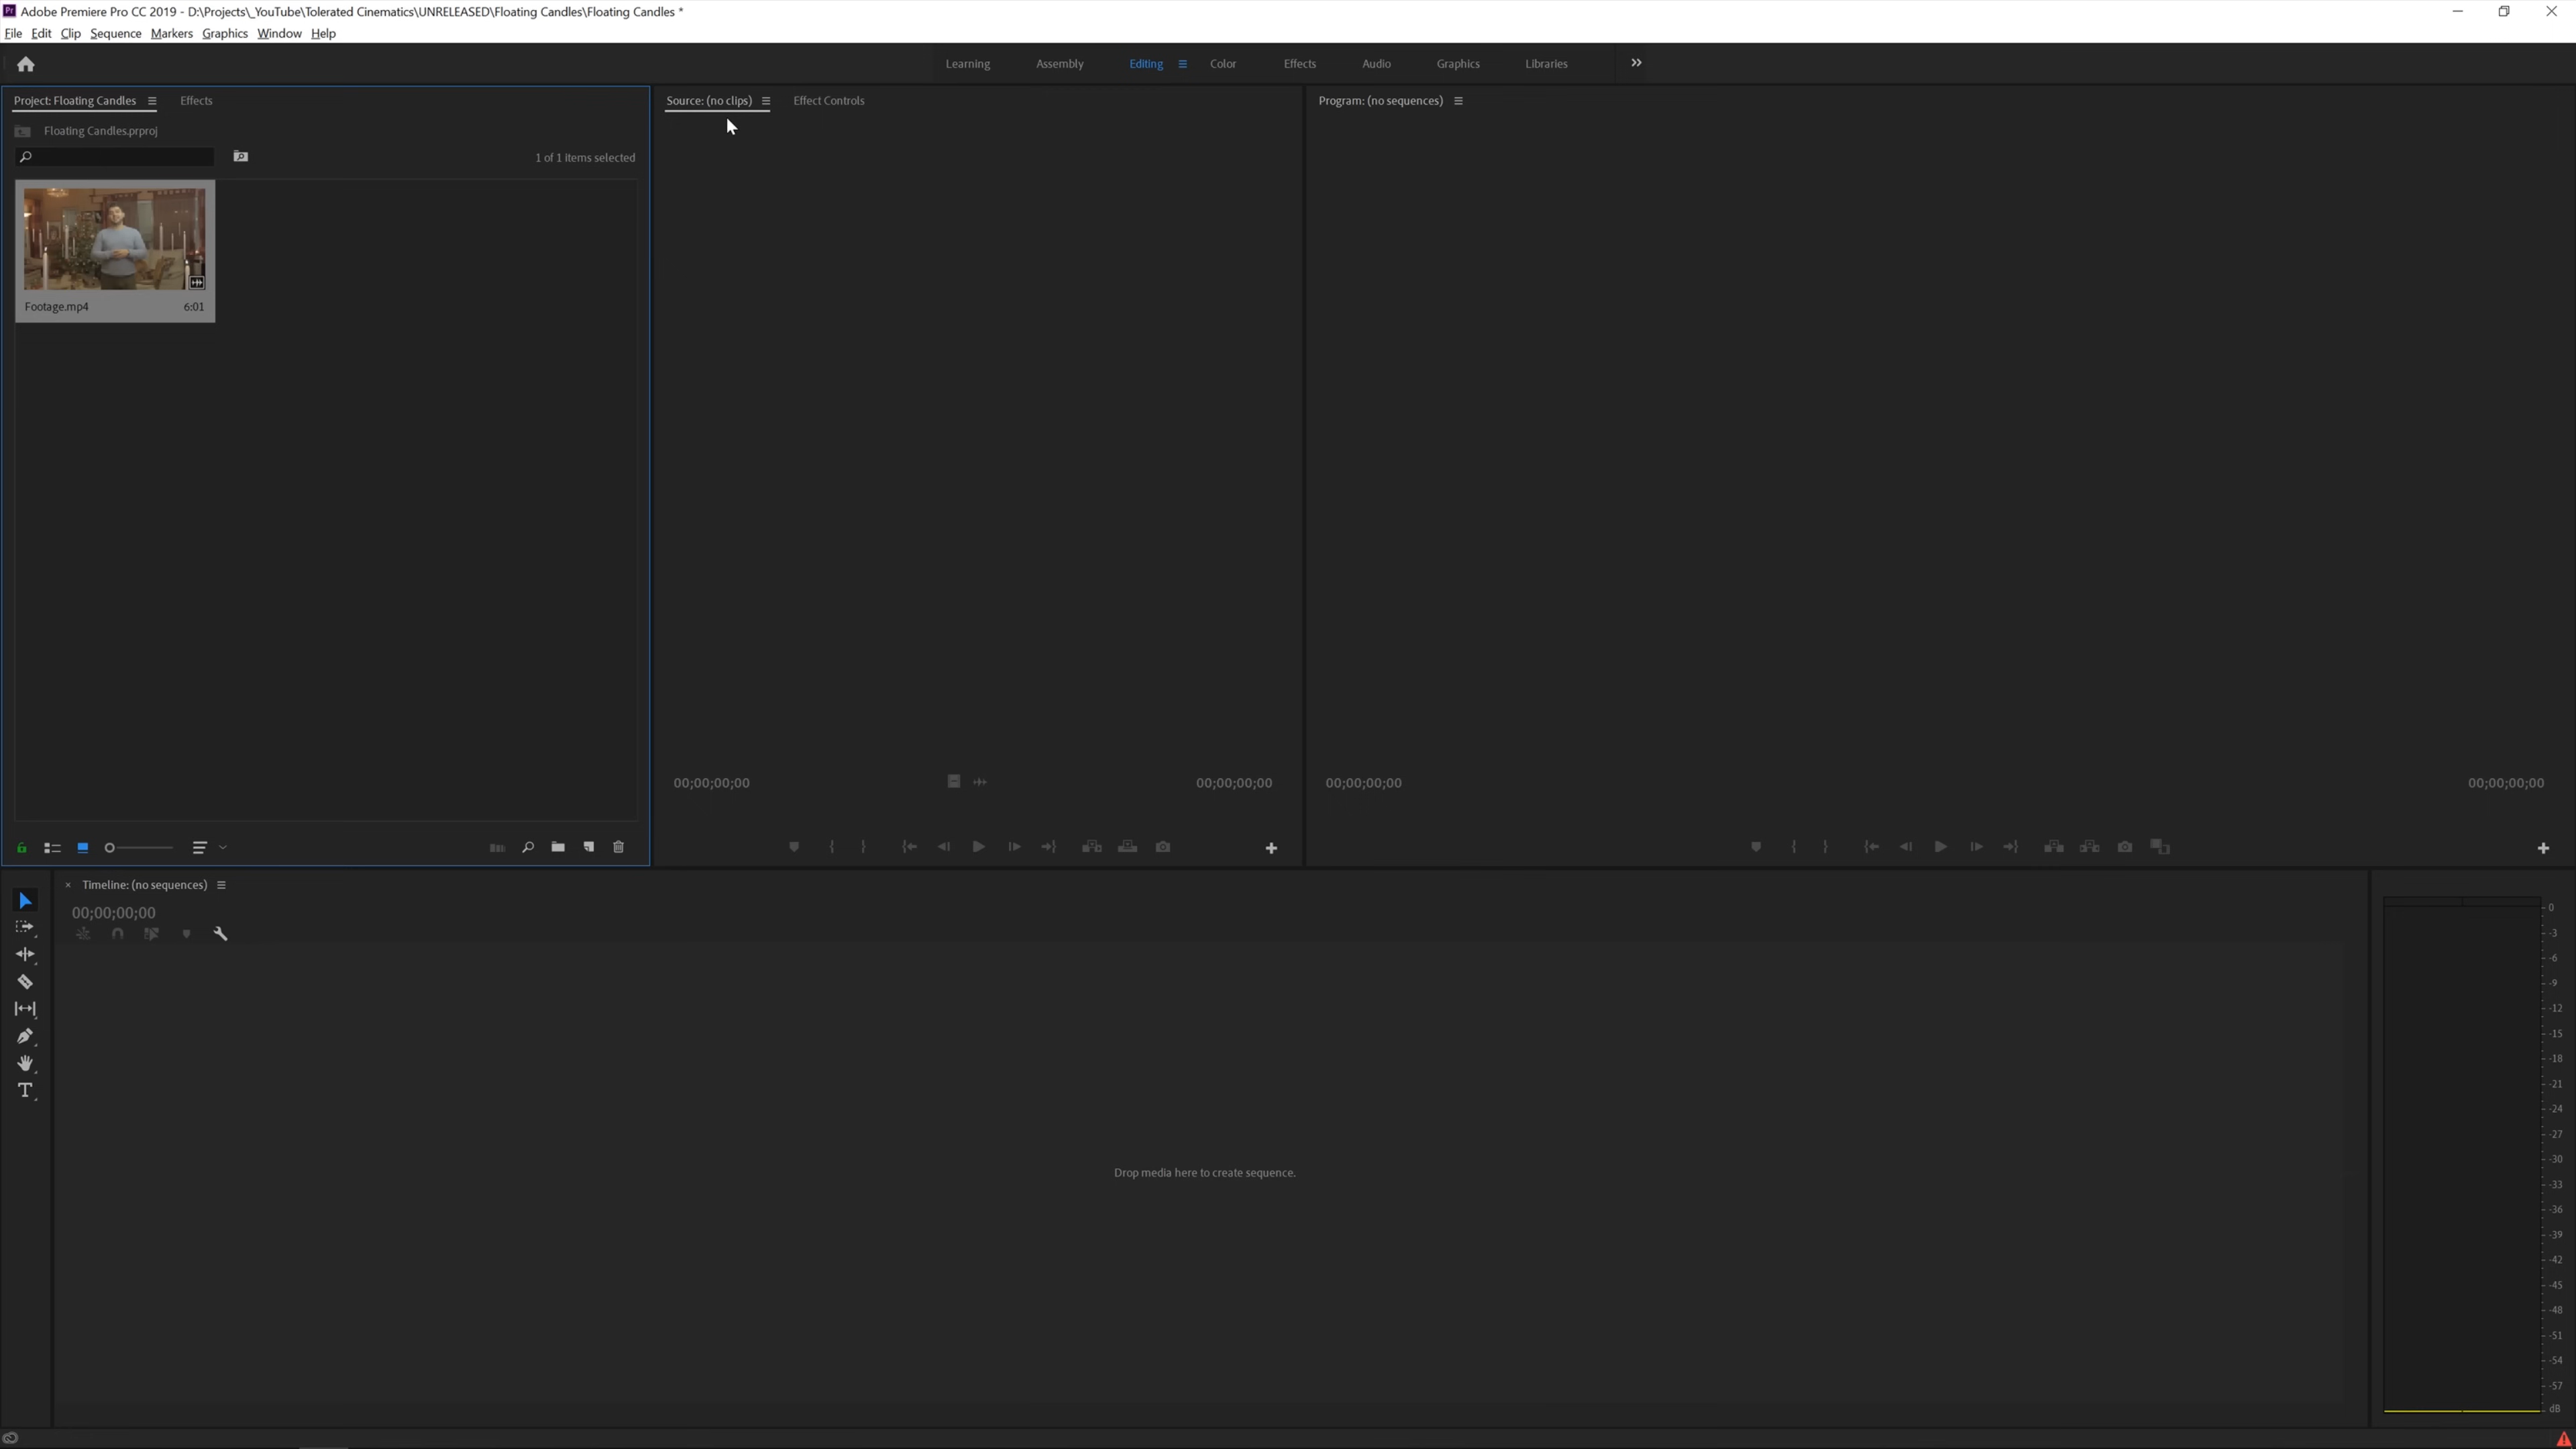 Pr Adobe Premiere Pro CC 2019 - D:\Projects\_YouTube\Tolerated Cinematics\UNRELEASED\Floating Candles\Floating Candles *
File Edit Clip Sequence Markers Graphics Window Help
Learning Assembly Editing Color Effects Audio Graphics Libraries
Project: Floating Candles Effects
Floating Candles.prproj
1 of 1 items selected
Footage.mp4 6:01
Source: (no clips) Effect Controls
00;00;00;00 00;00;00;00
Program: (no sequences)
00;00;00;00 00;00;00;00
× Timeline: (no sequences)
00;00;00;00
Drop media here to create sequence.
0
-3
-6
-9
-12
-15
-18
-21
-24
-27
-30
-33
-36
-39
-42
-45
-48
-51
-54
-57
dB